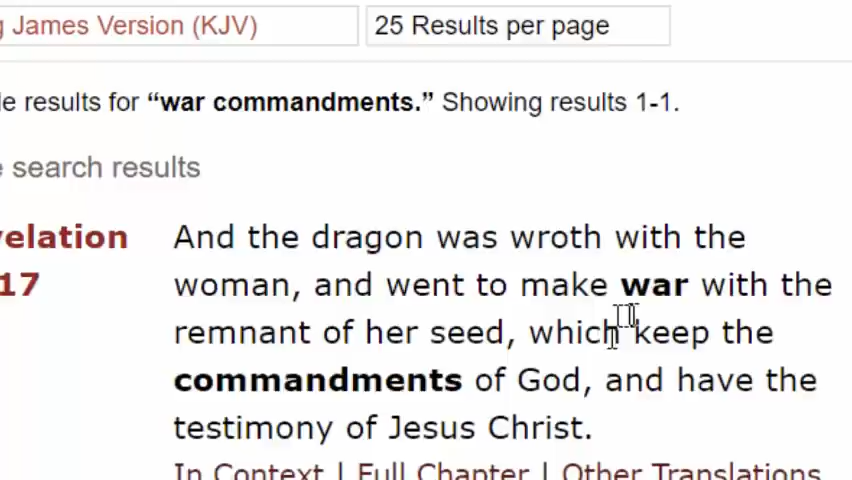 James Version (KJV) 25 Results per page
results for “war commandments.” Showing results 1-1.
search results
And the dragon was wroth with the
17 woman, and went to make war with the
remnant of her seed, which keep the
commandments of God, and have the
testimony of Jesus Christ.
In Context | Full Chapter | Other Translations